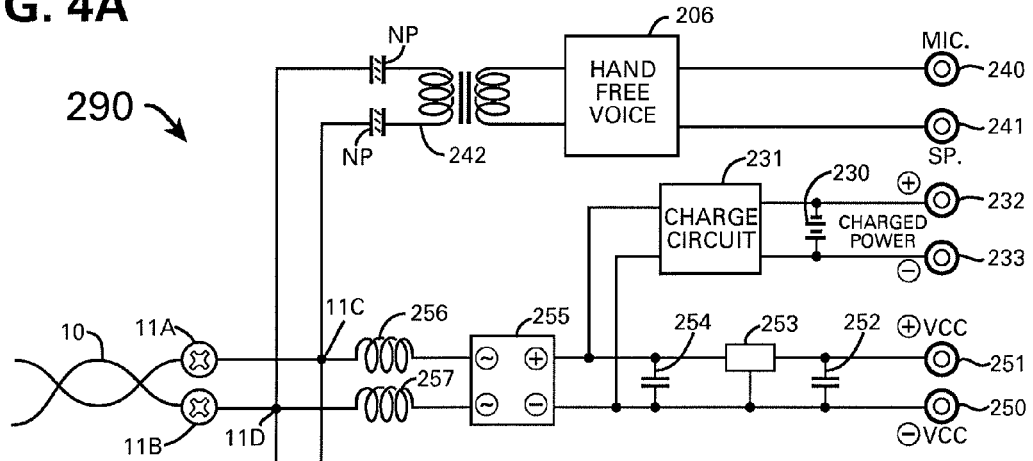 G. 4A
206
NP
MIC.
HAND
FREE
VOICE
240
290
241
NP
242
SP.
231
230
+
232
CHARGE
CIRCUIT
CHARGED
POWER
233
−
11C
256
255
254
253
252
10
11A
+VCC
~
+
251
257
~
−
250
11B
11D
−VCC